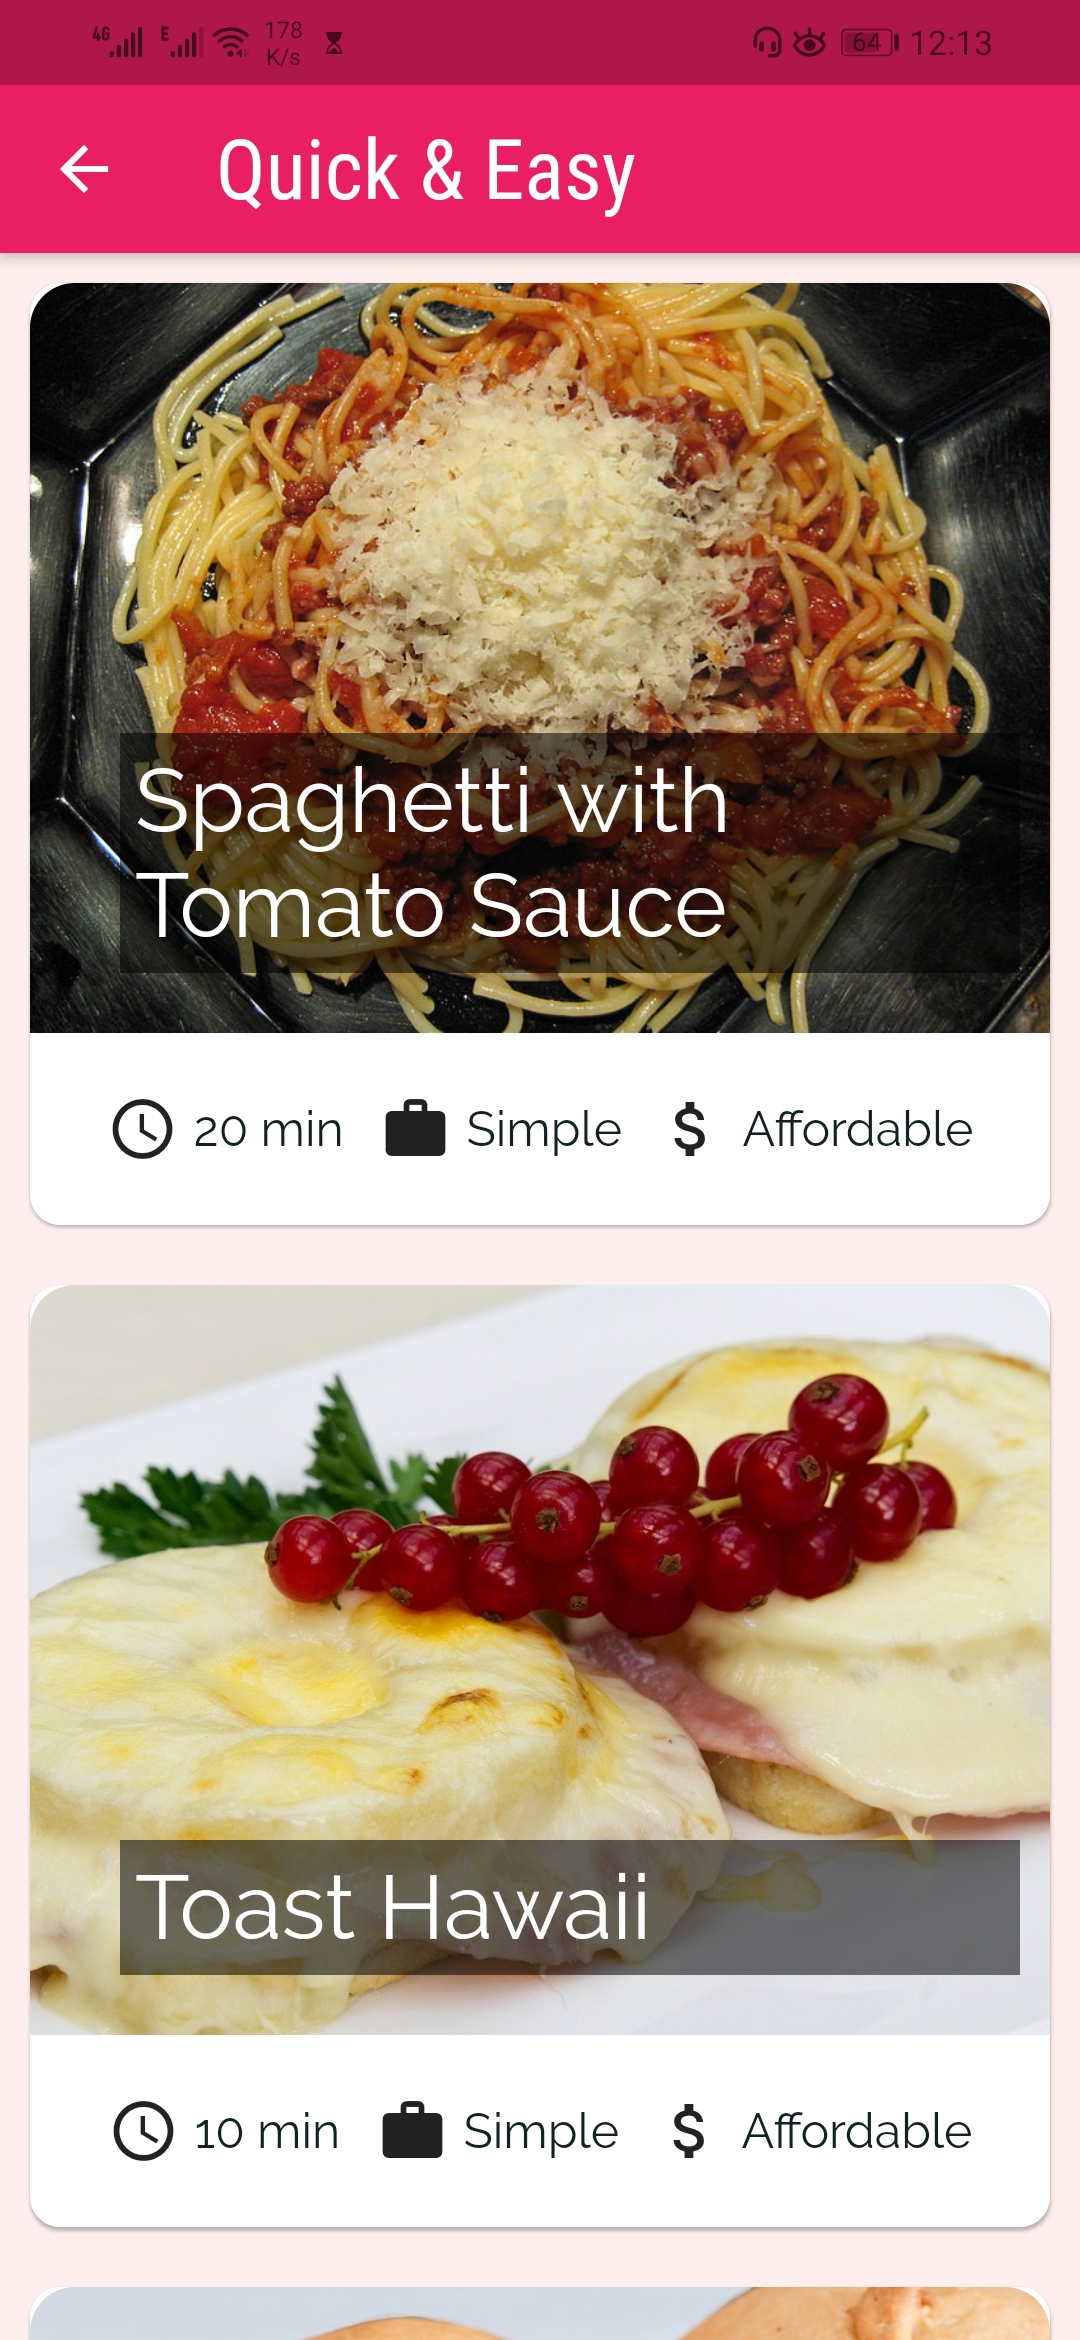 4G E 178 K/s 64 12:13
Quick & Easy
Spaghetti with
Tomato Sauce
20 min Simple $ Affordable
Toast Hawaii
10 min Simple $ Affordable